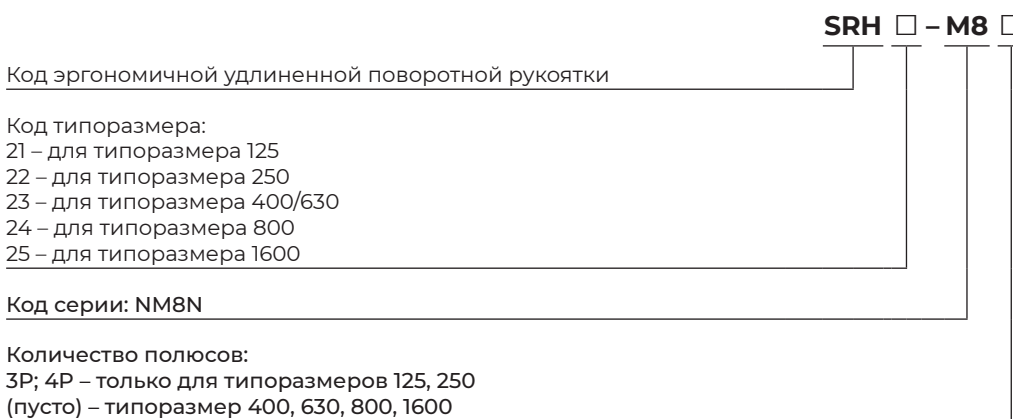 SRH □ – M8 □
Код эргономичной удлиненной поворотной рукоятки
Код типоразмера:
21 – для типоразмера 125
22 – для типоразмера 250
23 – для типоразмера 400/630
24 – для типоразмера 800
25 – для типоразмера 1600
Код серии: NM8N
Количество полюсов:
3P; 4P – только для типоразмеров 125, 250
(пусто) – типоразмер 400, 630, 800, 1600